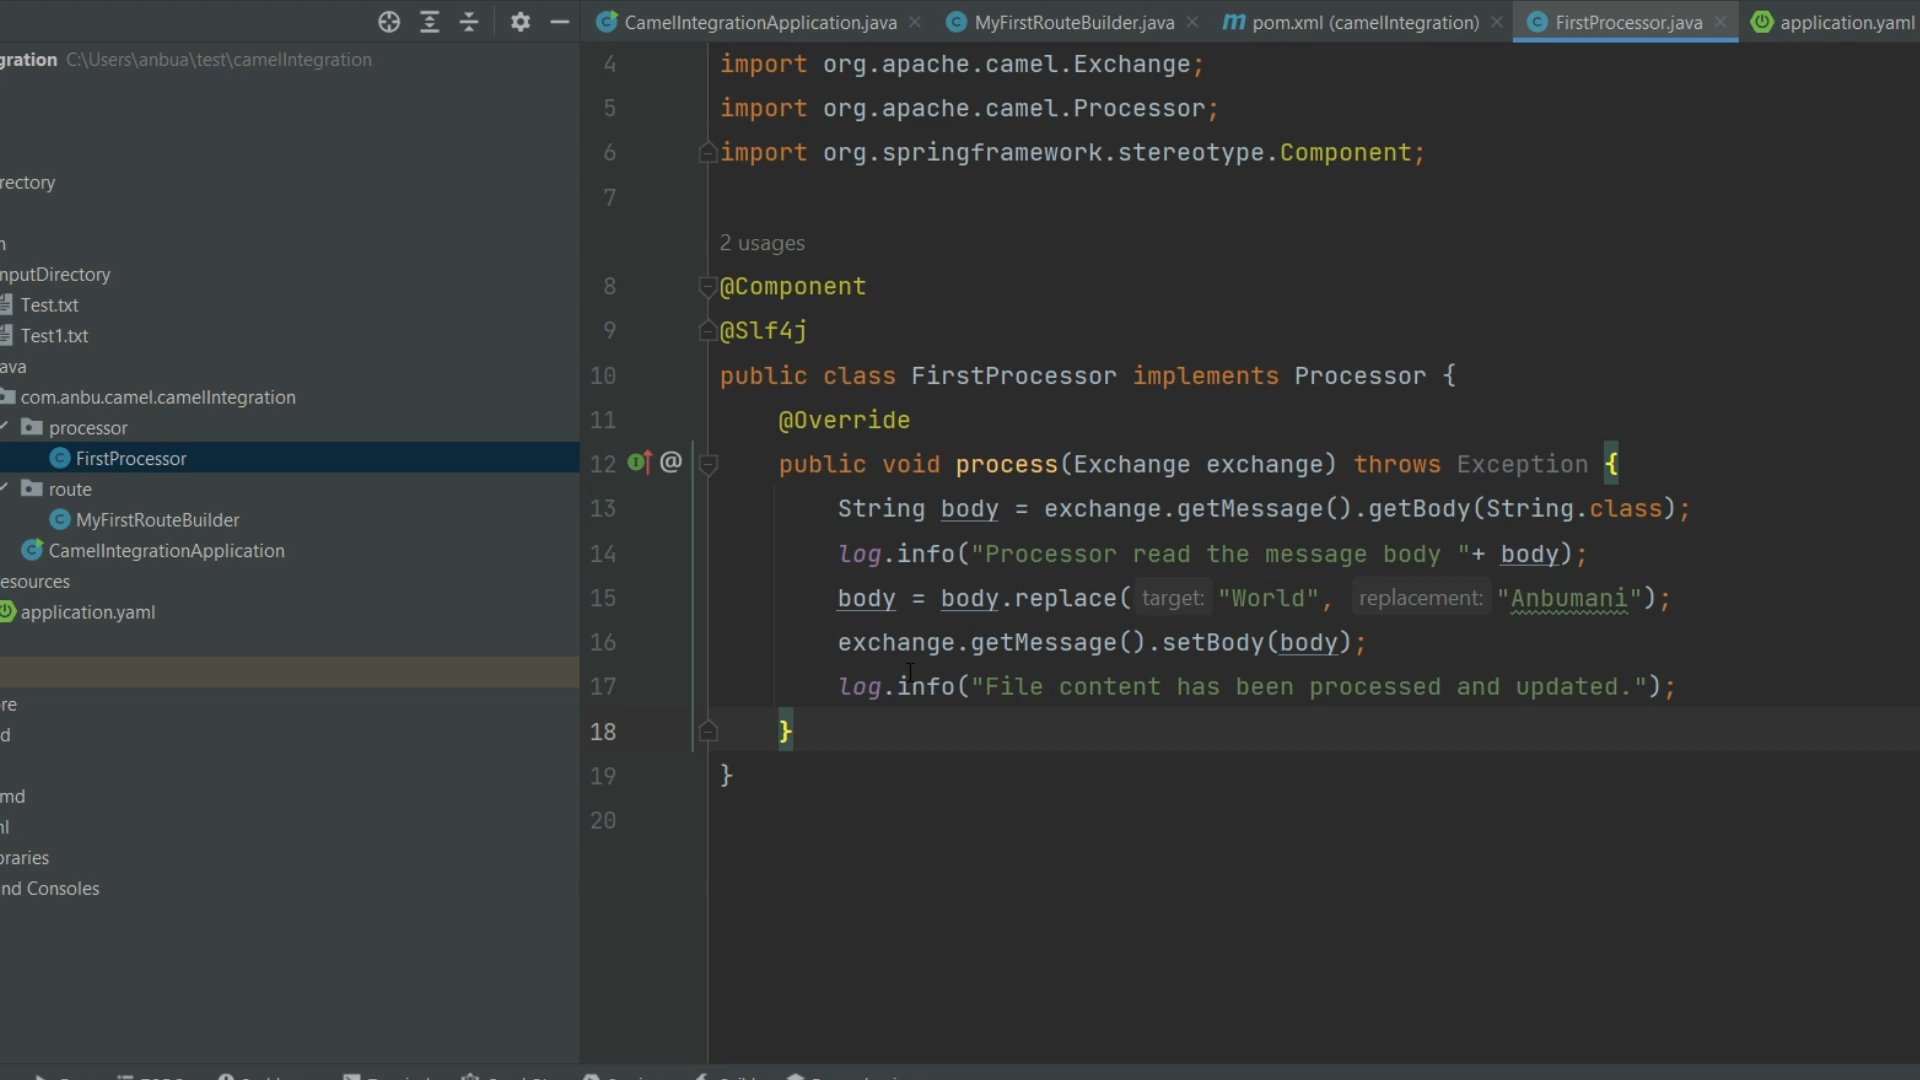 CamelIntegrationApplication.java
MyFirstRouteBuilder.java
pom.xml (camelIntegration)
FirstProcessor.java
application.yaml
gration C:\Users\anbua\test\camelIntegration
rectory
n
nputDirectory
Test.txt
Test1.txt
ava
com.anbu.camel.camelIntegration
processor
FirstProcessor
route
MyFirstRouteBuilder
CamelIntegrationApplication
esources
application.yaml
re
d
md
ml
braries
nd Consoles
4 import org.apache.camel.Exchange;
5 import org.apache.camel.Processor;
6 import org.springframework.stereotype.Component;
7
2 usages
8 @Component
9 @Slf4j
10 public class FirstProcessor implements Processor {
11 @Override
12 @ public void process(Exchange exchange) throws Exception {
13 String body = exchange.getMessage().getBody(String.class);
14 log.info("Processor read the message body "+ body);
15 body = body.replace( target: "World", replacement: "Anbumani");
16 exchange.getMessage().setBody(body);
17 log.info("File content has been processed and updated.");
18 }
19 }
20